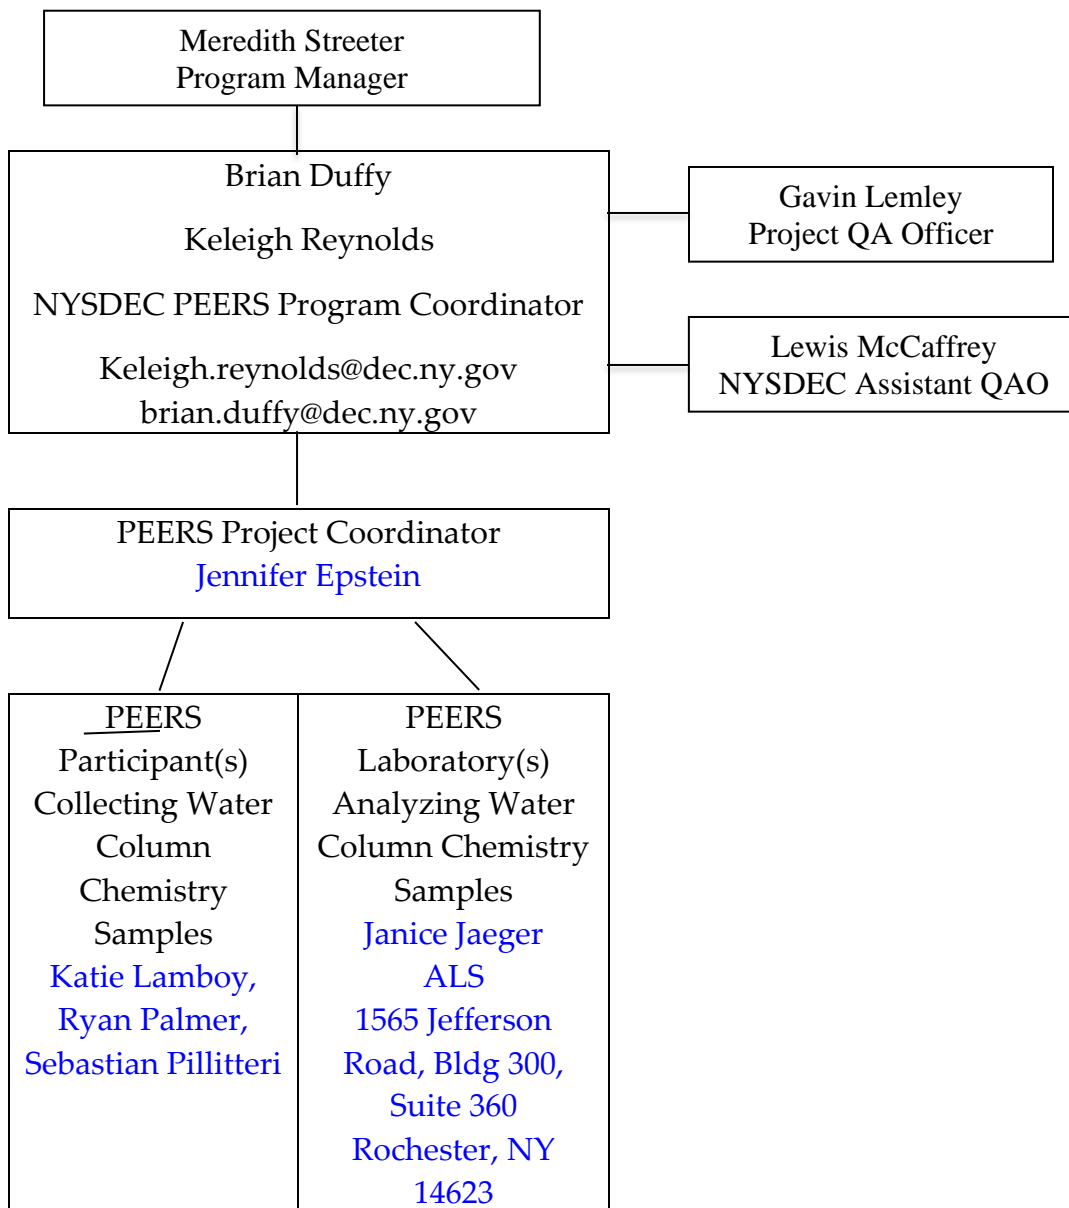 Meredith Streeter
Program Manager
Brian Duffy
Keleigh Reynolds
NYSDEC PEERS Program Coordinator
Keleigh.reynolds@dec.ny.gov
brian.duffy@dec.ny.gov
Gavin Lemley
Project QA Officer
Lewis McCaffrey
NYSDEC Assistant QAO
PEERS Project Coordinator
Jennifer Epstein
PEERS
Participant(s)
Collecting Water
Column
Chemistry
Samples
Katie Lamboy,
Ryan Palmer,
Sebastian Pillitteri
PEERS
Laboratory(s)
Analyzing Water
Column Chemistry
Samples
Janice Jaeger
ALS
1565 Jefferson
Road, Bldg 300,
Suite 360
Rochester, NY
14623